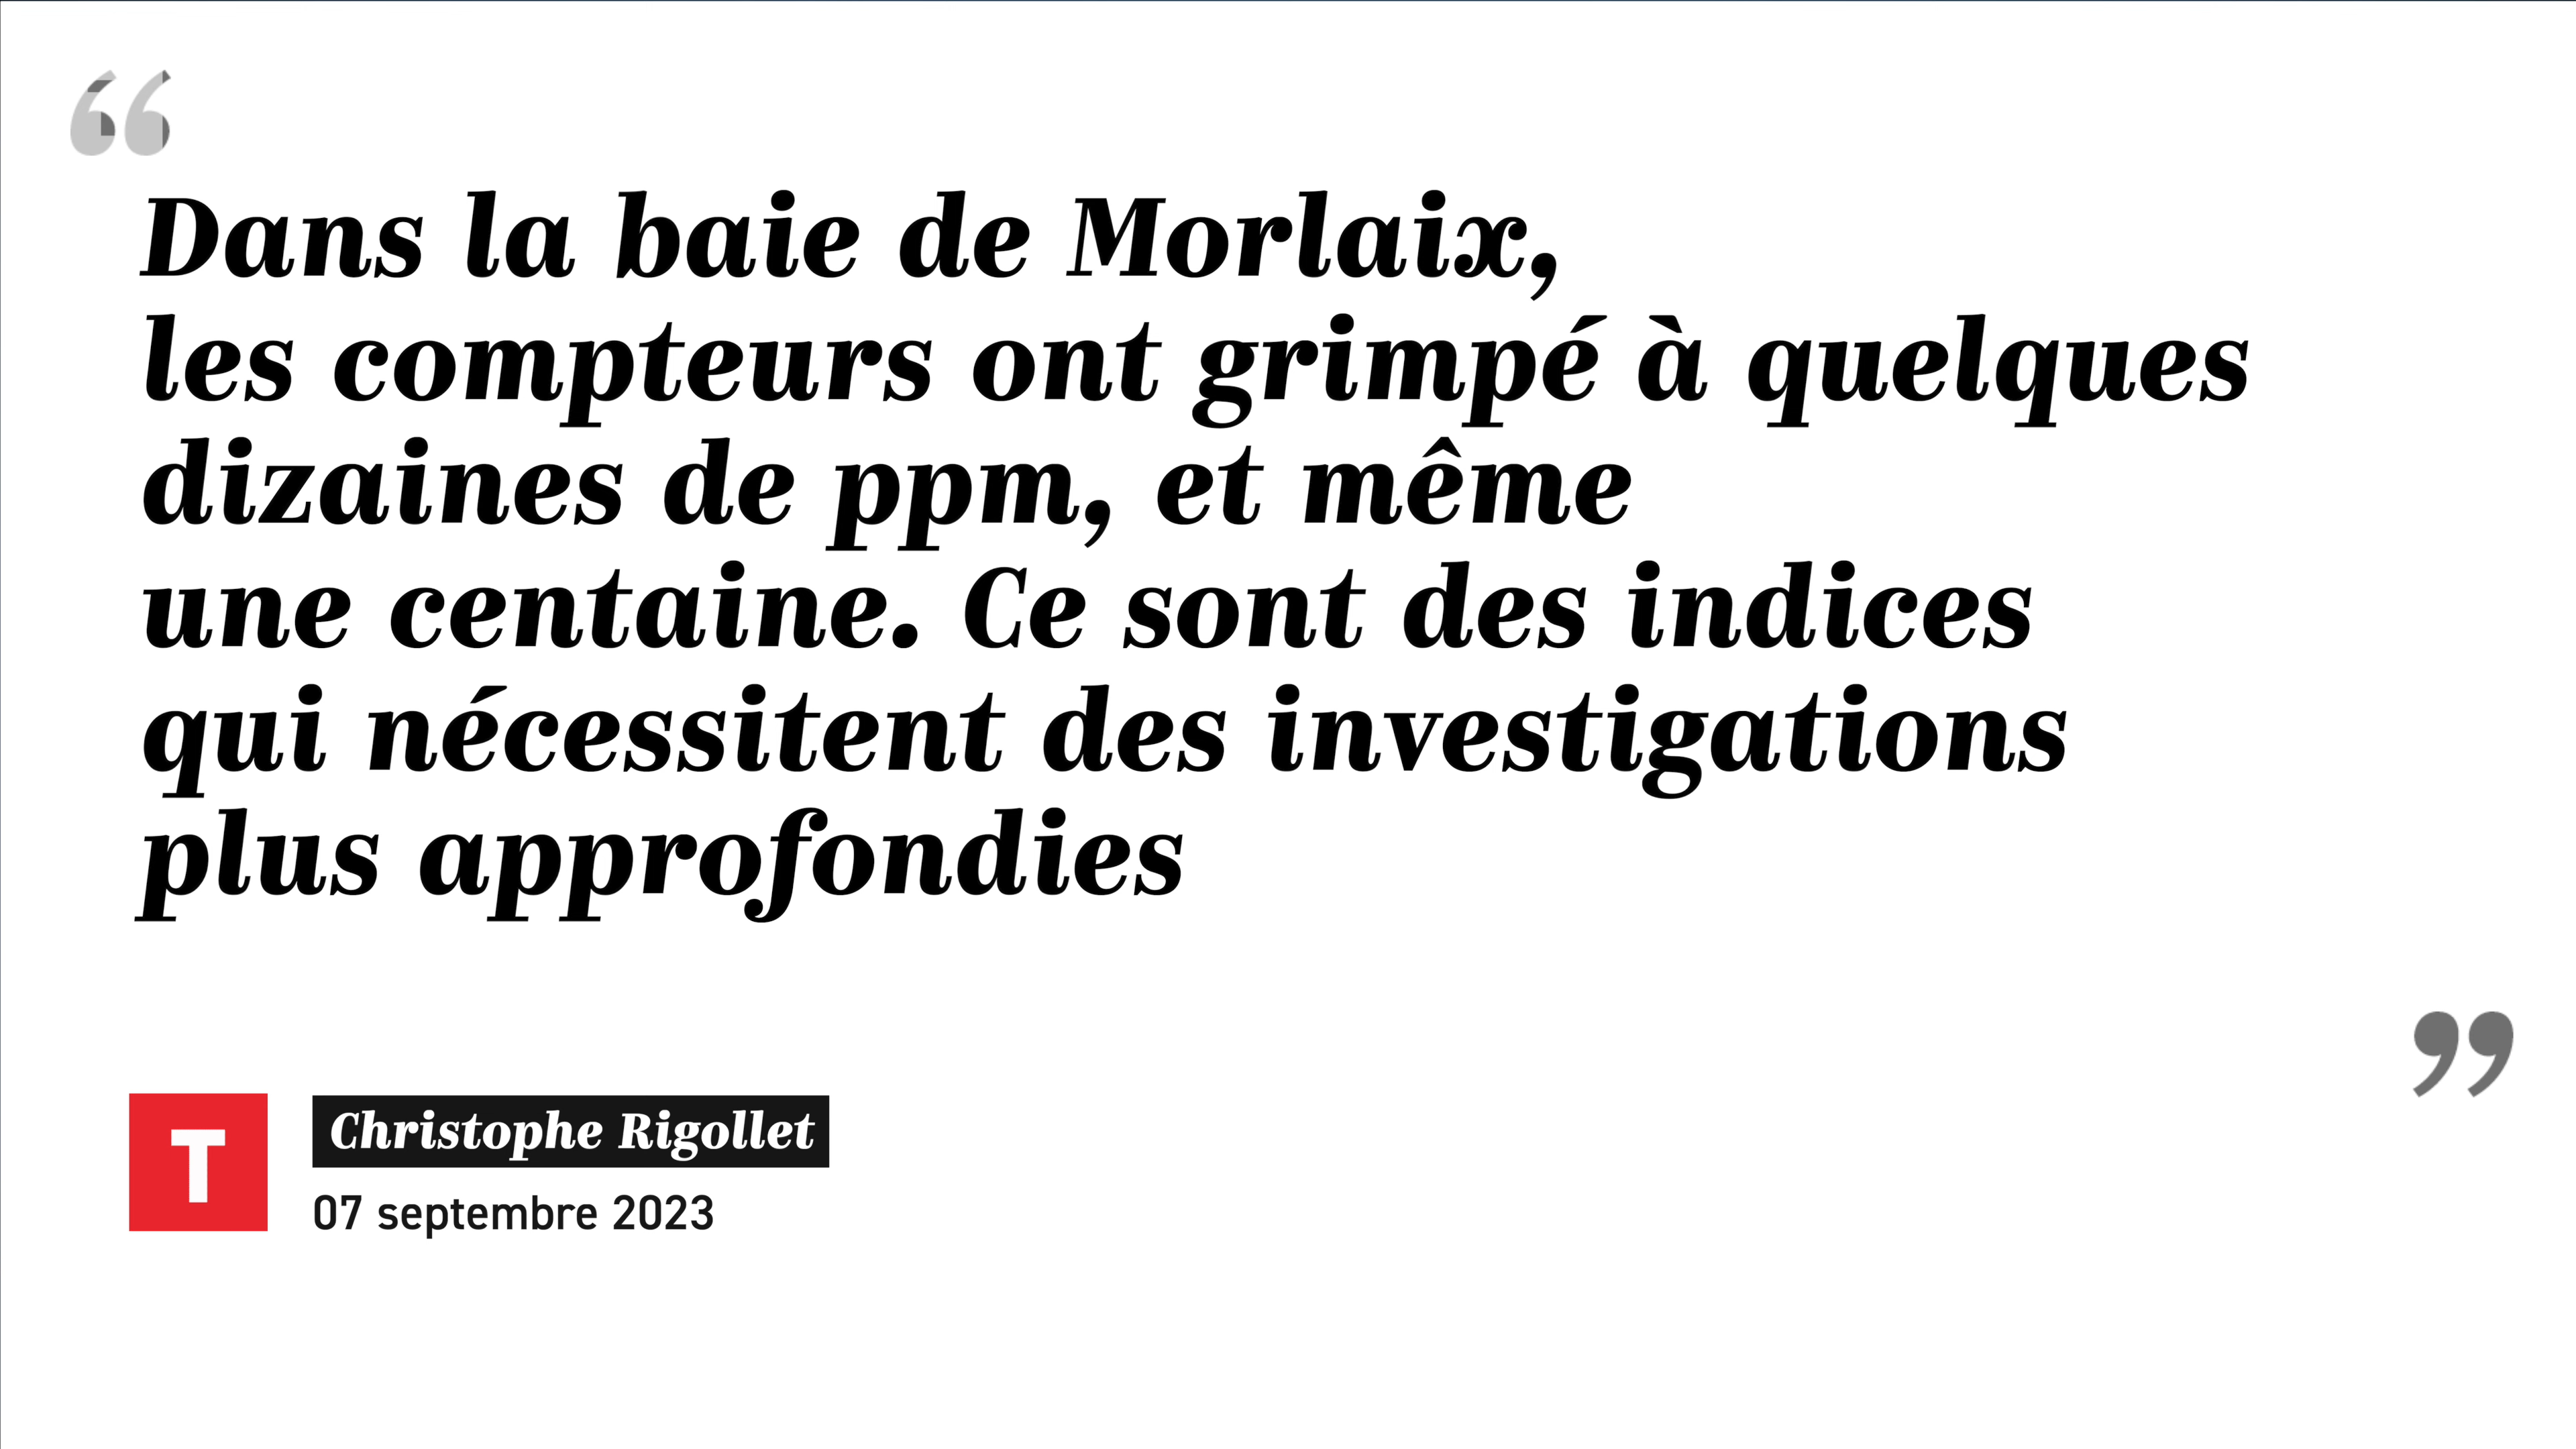 “
Dans la baie de Morlaix,
les compteurs ont grimpé à quelques
dizaines de ppm, et même
une centaine. Ce sont des indices
qui nécessitent des investigations
plus approfondies
”
T
Christophe Rigollet
07 septembre 2023